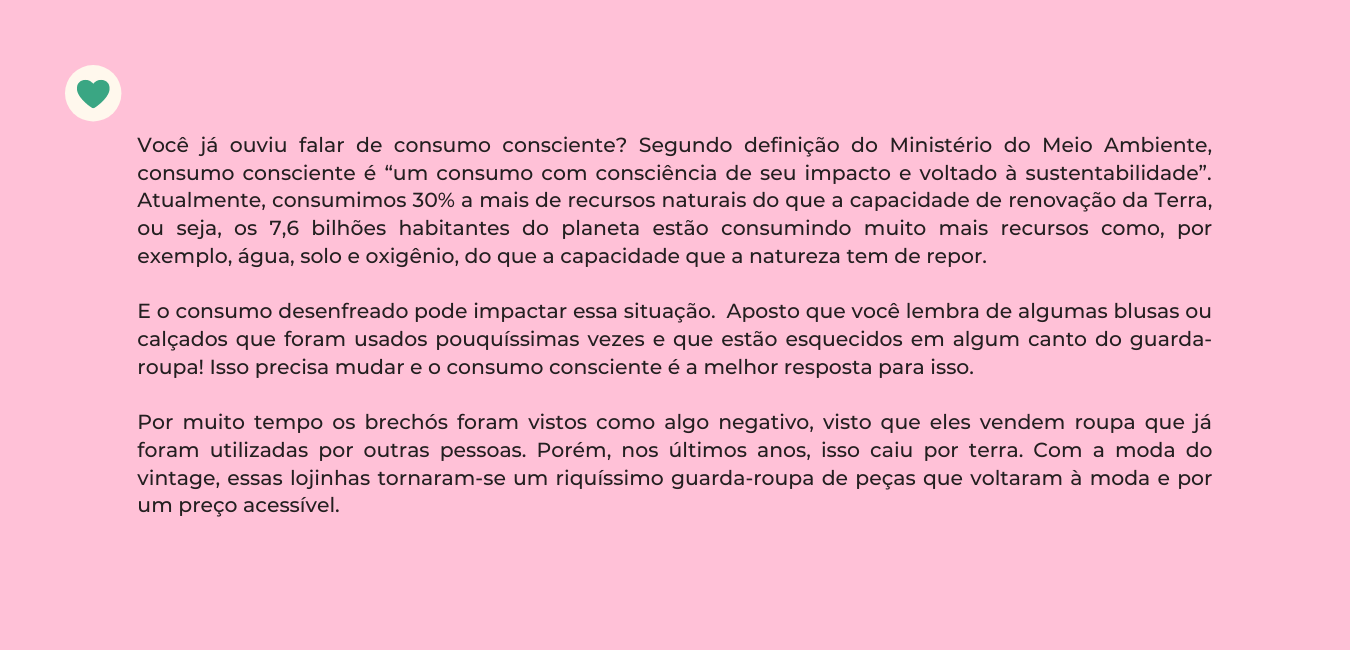 Você já ouviu falar de consumo consciente? Segundo definição do Ministério do Meio Ambiente,
consumo consciente é “um consumo com consciência de seu impacto e voltado à sustentabilidade”.
Atualmente, consumimos 30% a mais de recursos naturais do que a capacidade de renovação da Terra,
ou seja, os 7,6 bilhões habitantes do planeta estão consumindo muito mais recursos como, por
exemplo, água, solo e oxigênio, do que a capacidade que a natureza tem de repor.
E o consumo desenfreado pode impactar essa situação.  Aposto que você lembra de algumas blusas ou
calçados que foram usados pouquíssimas vezes e que estão esquecidos em algum canto do guarda-
roupa! Isso precisa mudar e o consumo consciente é a melhor resposta para isso.
Por muito tempo os brechós foram vistos como algo negativo, visto que eles vendem roupa que já
foram utilizadas por outras pessoas. Porém, nos últimos anos, isso caiu por terra. Com a moda do
vintage, essas lojinhas tornaram-se um riquíssimo guarda-roupa de peças que voltaram à moda e por
um preço acessível.